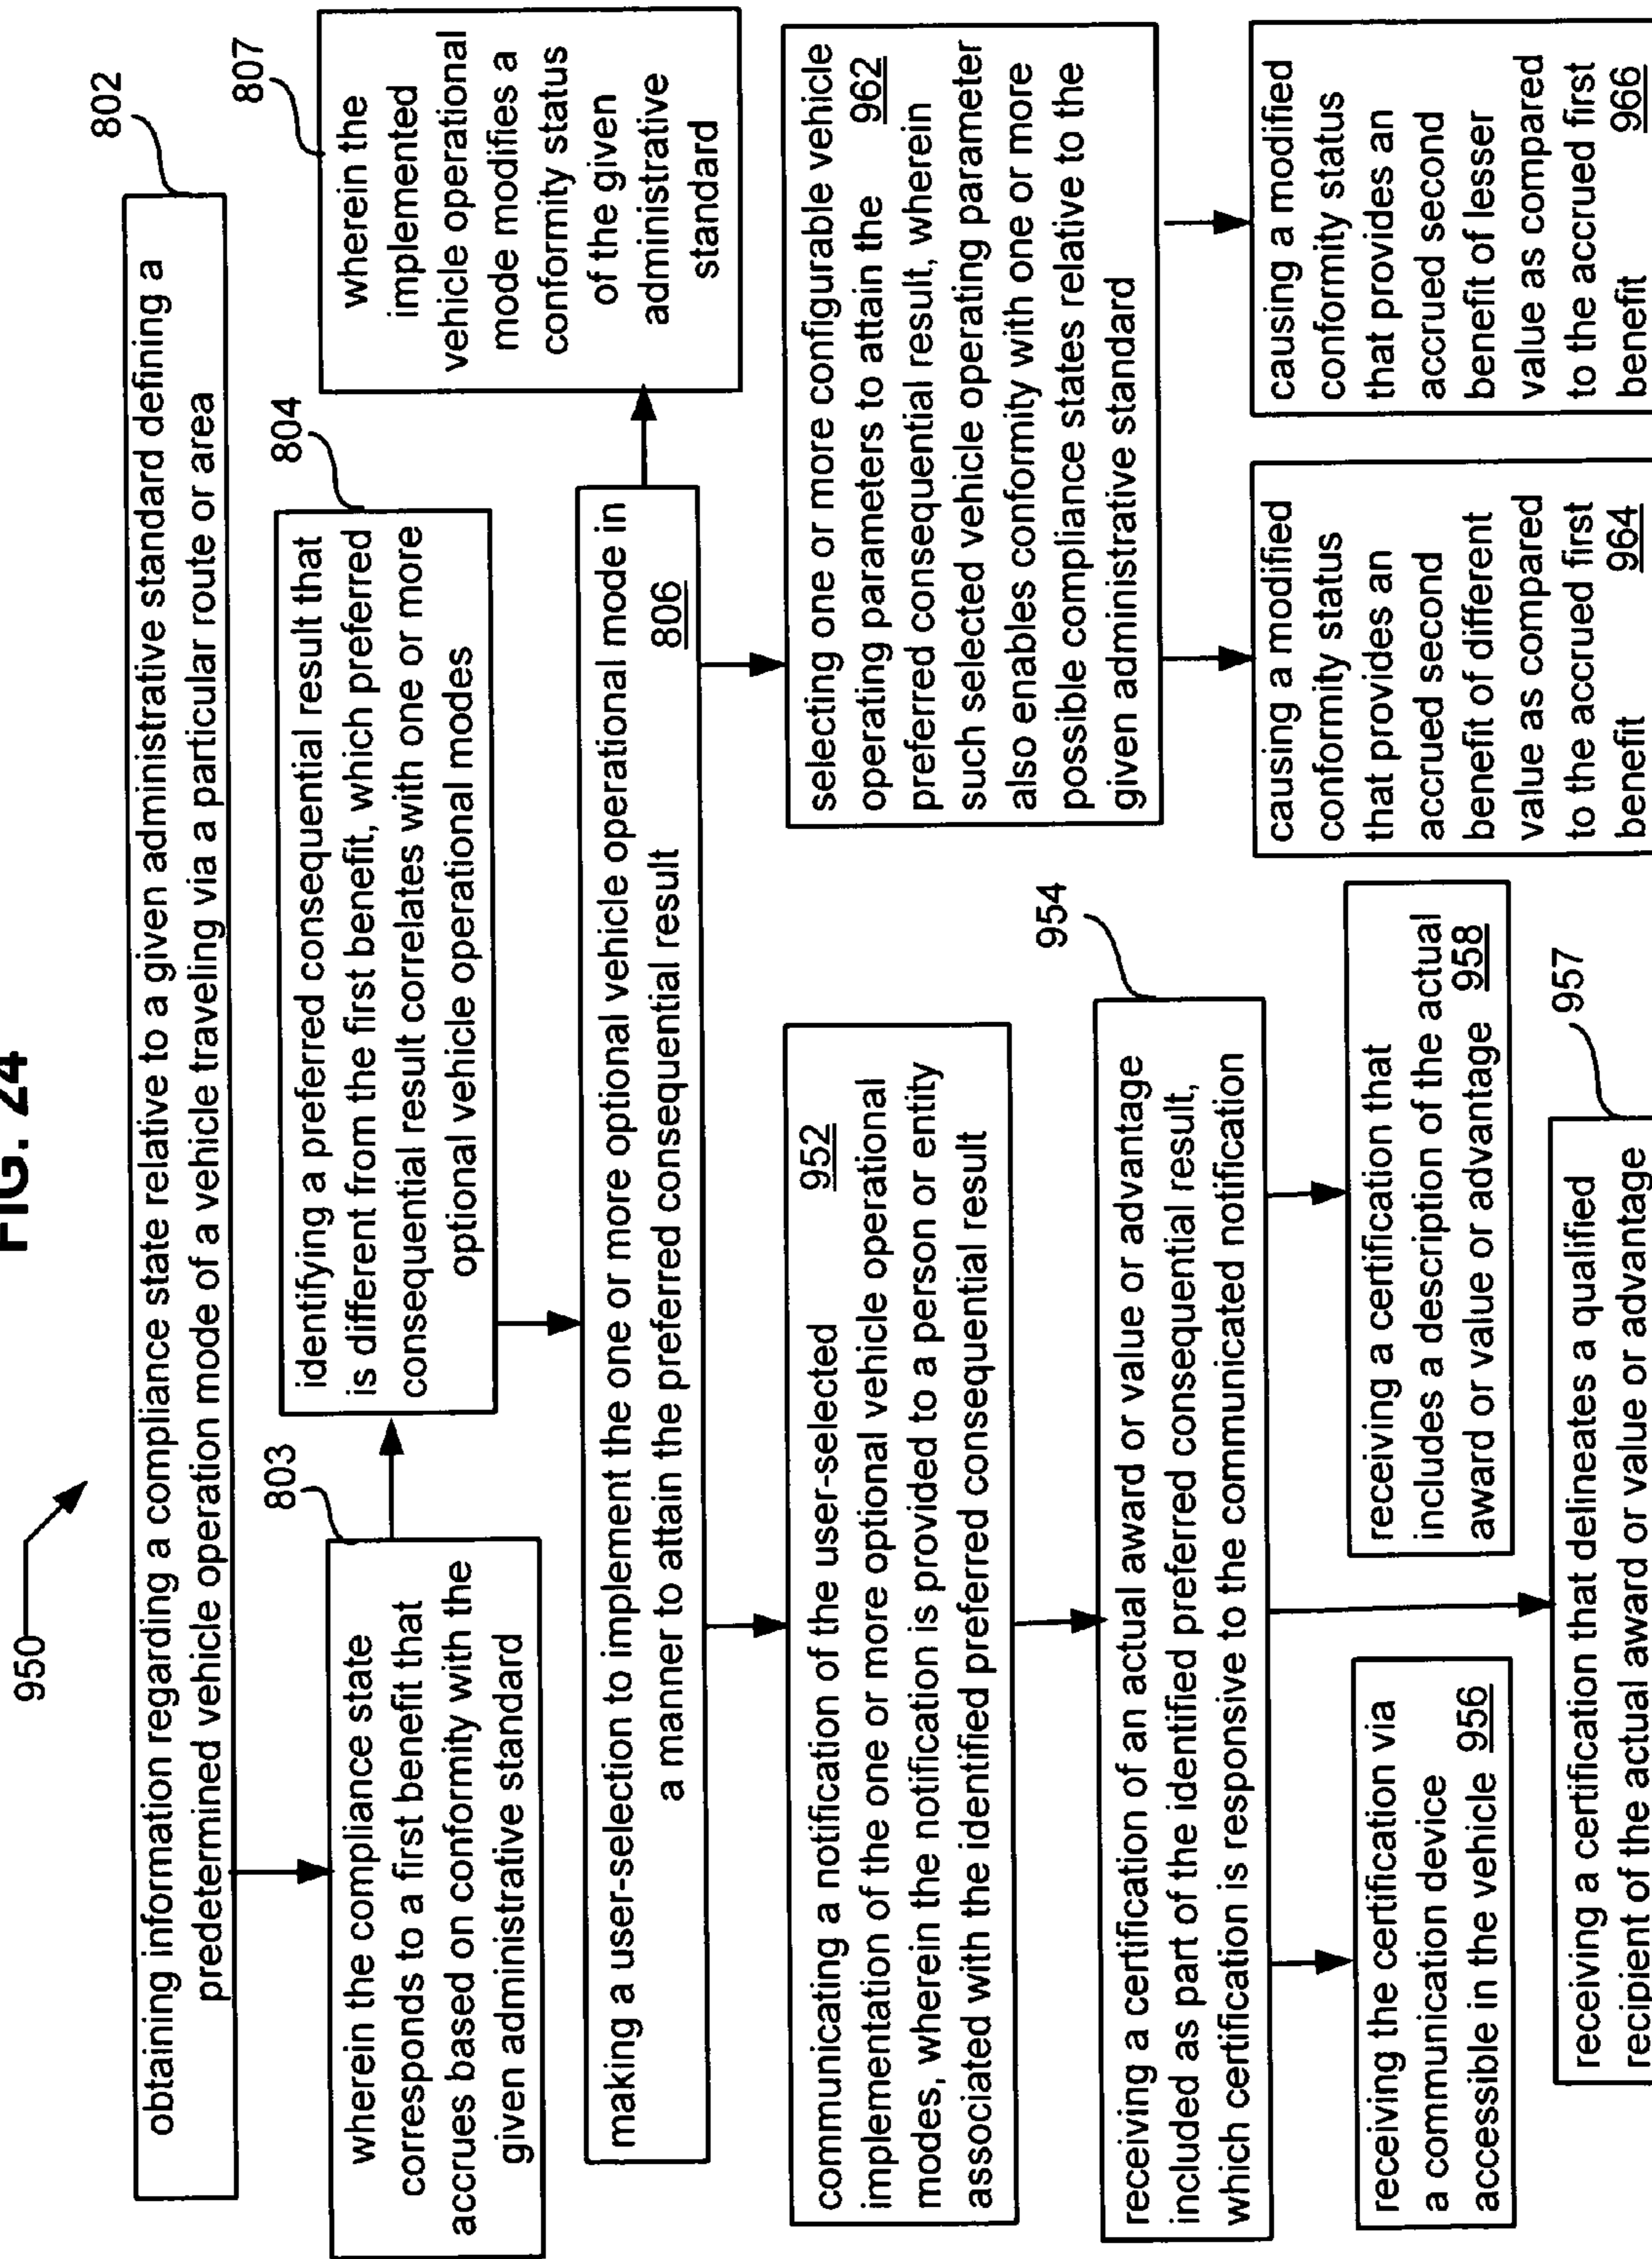 FIG. 24
950
802
obtaining information regarding a compliance state relative to a given administrative standard defining a
predetermined vehicle operation mode of a vehicle traveling via a particular route or area
803
wherein the compliance state
corresponds to a first benefit that
accrues based on conformity with the
given administrative standard
804
identifying a preferred consequential result that
is different from the first benefit, which preferred
consequential result correlates with one or more
optional vehicle operational modes
807
wherein the
implemented
vehicle operational
mode modifies a
conformity status
of the given
administrative
standard
making a user-selection to implement the one or more optional vehicle operational mode in
a manner to attain the preferred consequential result 806
communicating a notification of the user-selected 952
implementation of the one or more optional vehicle operational
modes, wherein the notification is provided to a person or entity
associated with the identified preferred consequential result
selecting one or more configurable vehicle
operating parameters to attain the 962
preferred consequential result, wherein
such selected vehicle operating parameter
also enables conformity with one or more
possible compliance states relative to the
given administrative standard
954
receiving a certification of an actual award or value or advantage
included as part of the identified preferred consequential result,
which certification is responsive to the communicated notification
receiving the certification via
a communication device
accessible in the vehicle 956
receiving a certification that
includes a description of the actual
award or value or advantage 958
957
receiving a certification that delineates a qualified
recipient of the actual award or value or advantage
causing a modified
conformity status
that provides an
accrued second
benefit of different
value as compared
to the accrued first
benefit 964
causing a modified
conformity status
that provides an
accrued second
benefit of lesser
value as compared
to the accrued first
benefit 966